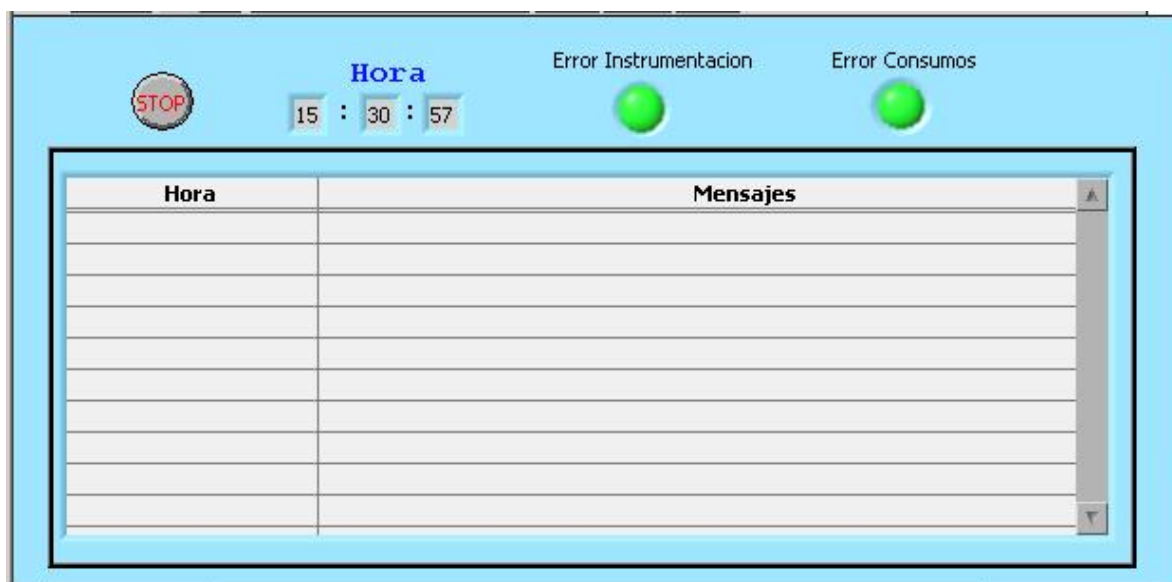 Error Instrumentacion Error Consumos
Hora
STOP
15 : 30 : 57
Hora Mensajes